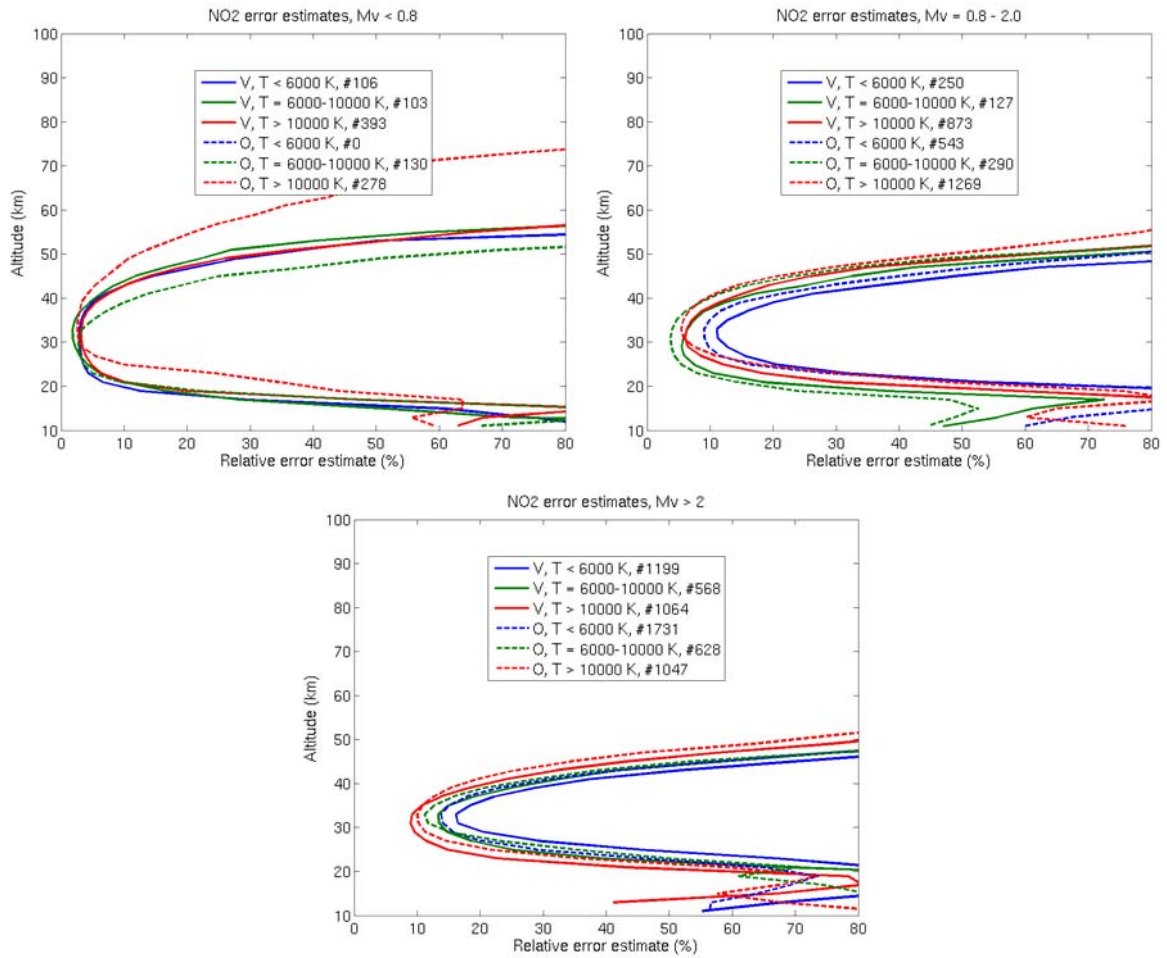 NO2 error estimates, Mv < 0.8
100
90
80
70
60
50
40
30
20
10
Altitude (km)
V, T < 6000 K, #106
V, T = 6000-10000 K, #103
V, T > 10000 K, #393
O, T < 6000 K, #0
O, T = 6000-10000 K, #130
O, T > 10000 K, #278
0 10 20 30 40 50 60 70 80
Relative error estimate (%)
NO2 error estimates, Mv = 0.8 - 2.0
100
90
80
70
60
50
40
30
20
10
Altitude (km)
V, T < 6000 K, #250
V, T = 6000-10000 K, #127
V, T > 10000 K, #873
O, T < 6000 K, #543
O, T = 6000-10000 K, #290
O, T > 10000 K, #1269
0 10 20 30 40 50 60 70 80
Relative error estimate (%)
NO2 error estimates, Mv > 2
100
90
80
70
60
50
40
30
20
10
Altitude (km)
V, T < 6000 K, #1199
V, T = 6000-10000 K, #568
V, T > 10000 K, #1064
O, T < 6000 K, #1731
O, T = 6000-10000 K, #628
O, T > 10000 K, #1047
0 10 20 30 40 50 60 70 80
Relative error estimate (%)